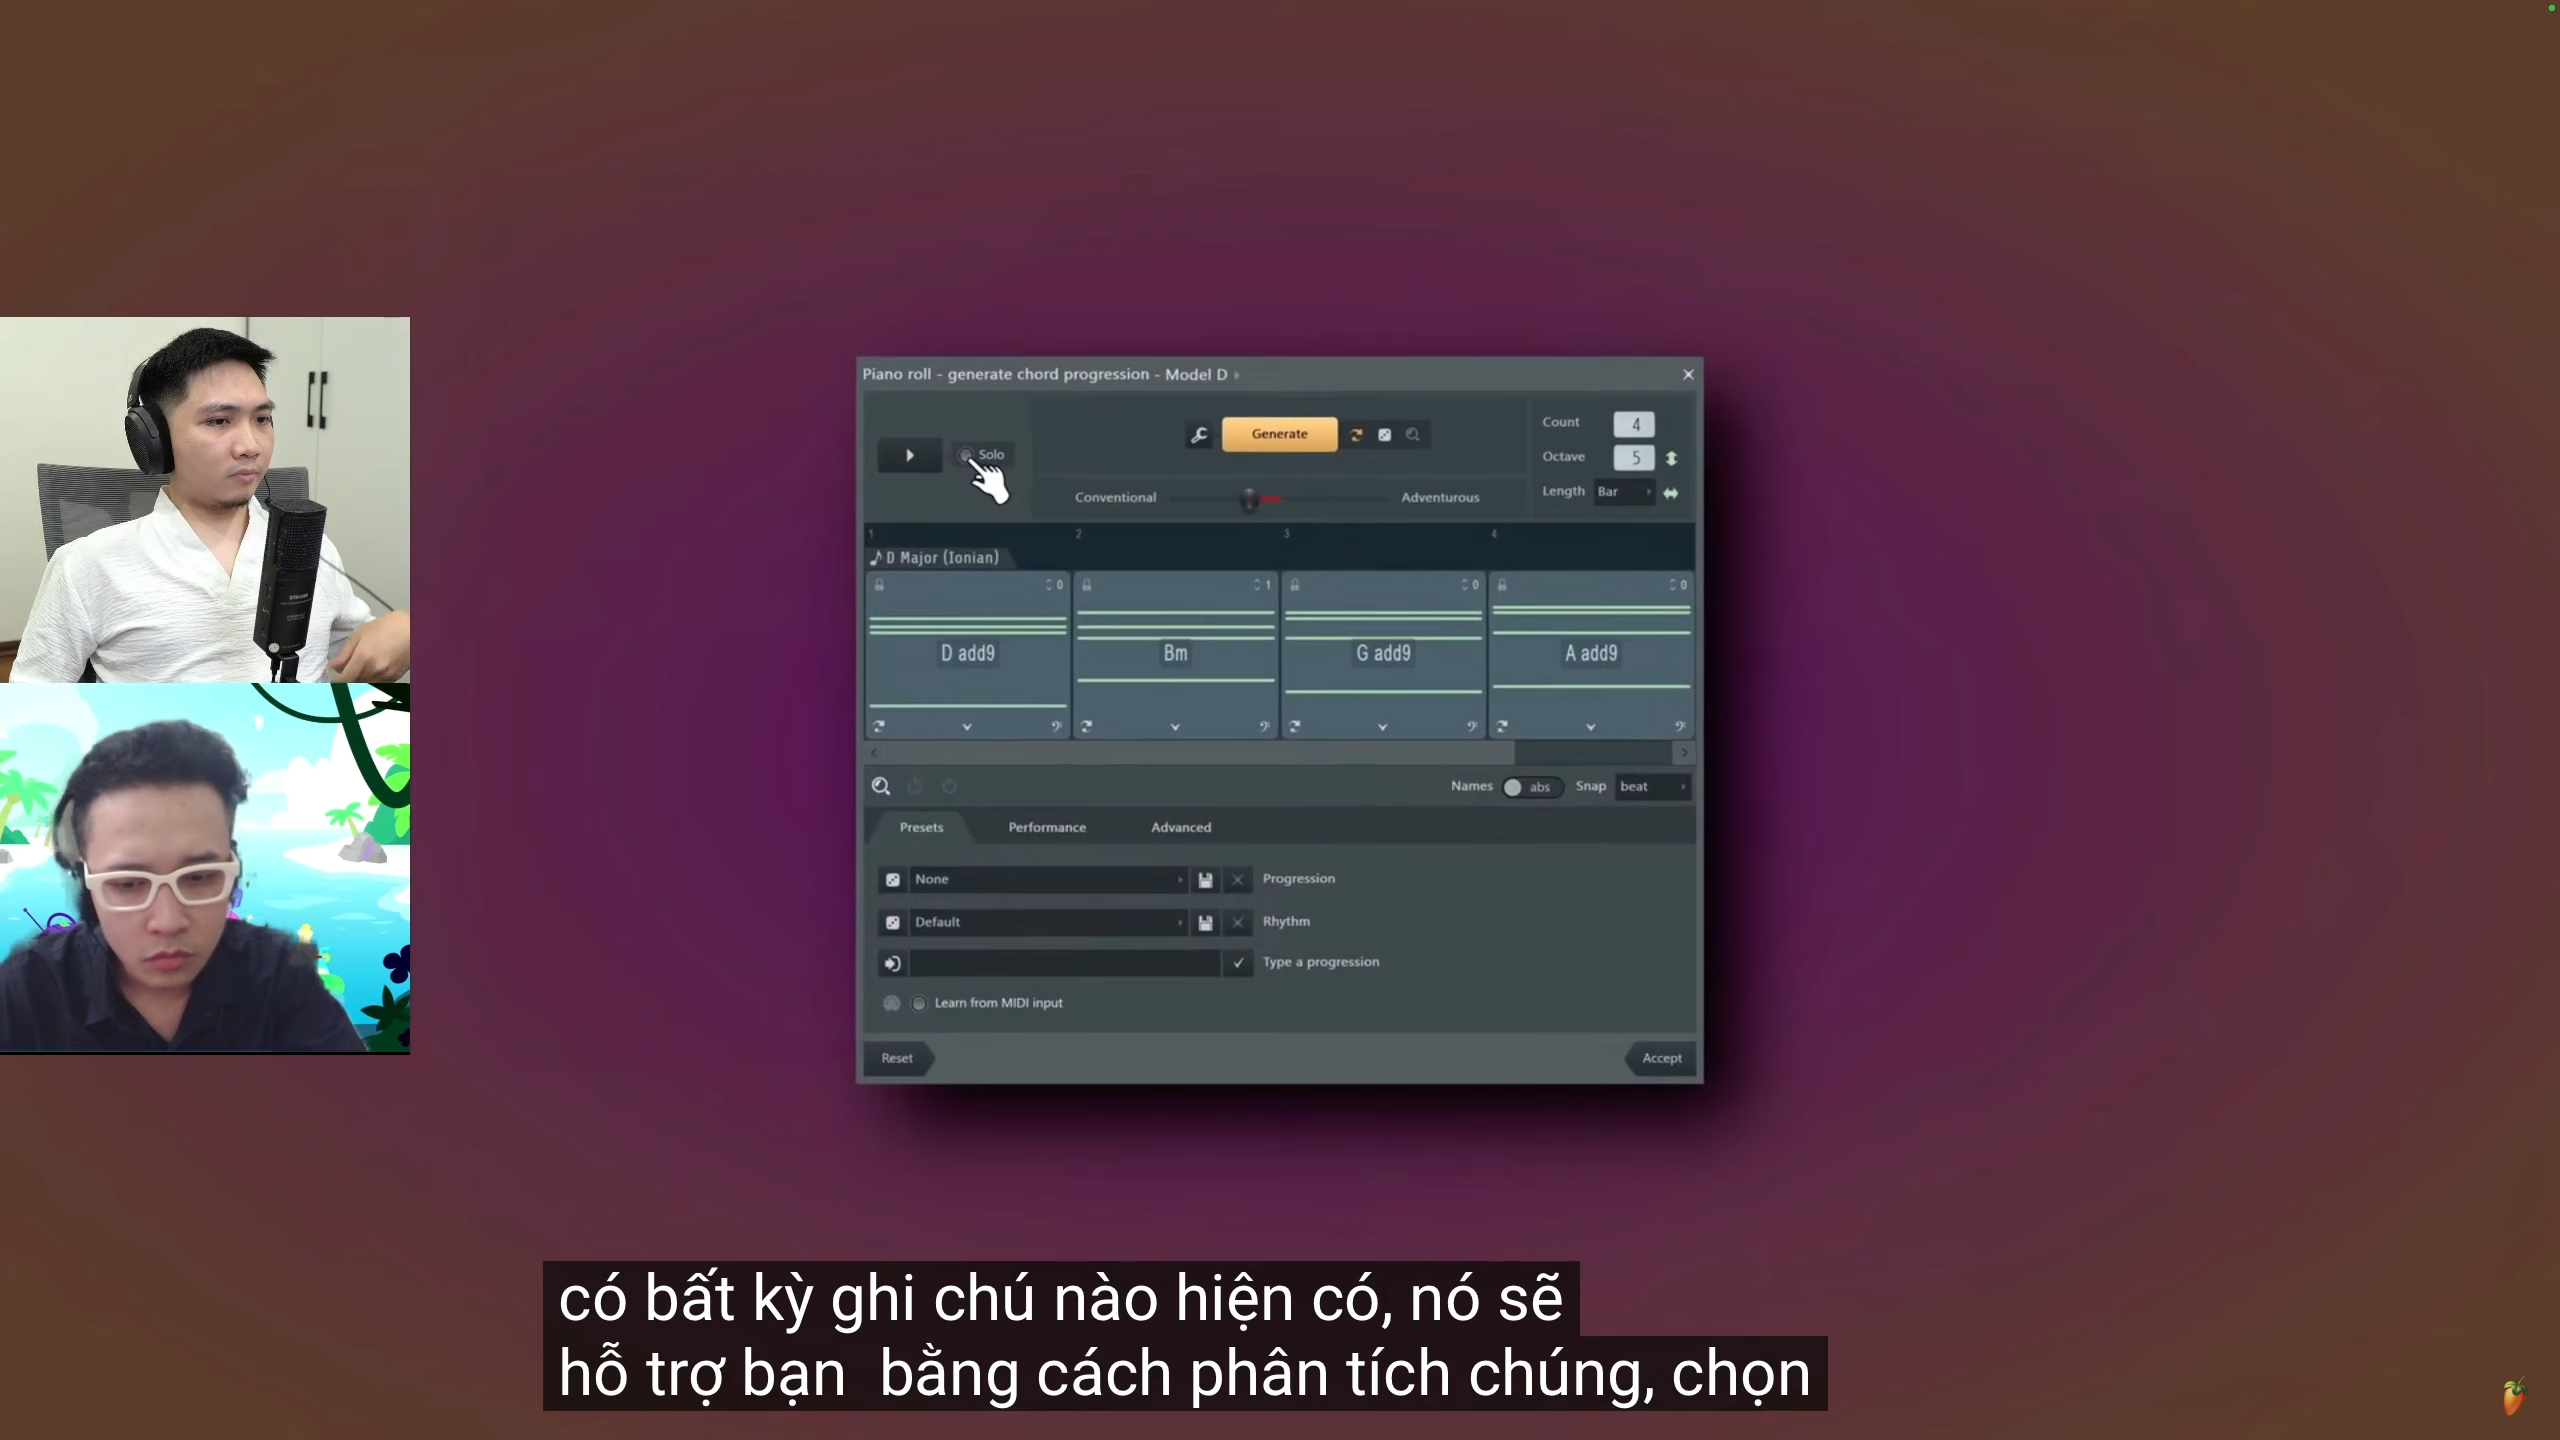 Piano roll - generate chord progression - Model D
Solo
Generate
Conventional
Adventurous
Count 4
Octave 5
Length Bar
1 2 3 4
D Major (Ionian)
0 1 0 0
D add9 Bm G add9 A add9
Names abs Snap beat
Presets Performance Advanced
None Progression
Default Rhythm
Type a progression
Learn from MIDI input
Reset Accept
có bất kỳ ghi chú nào hiện có, nó sẽ
hỗ trợ bạn bằng cách phân tích chúng, chọn